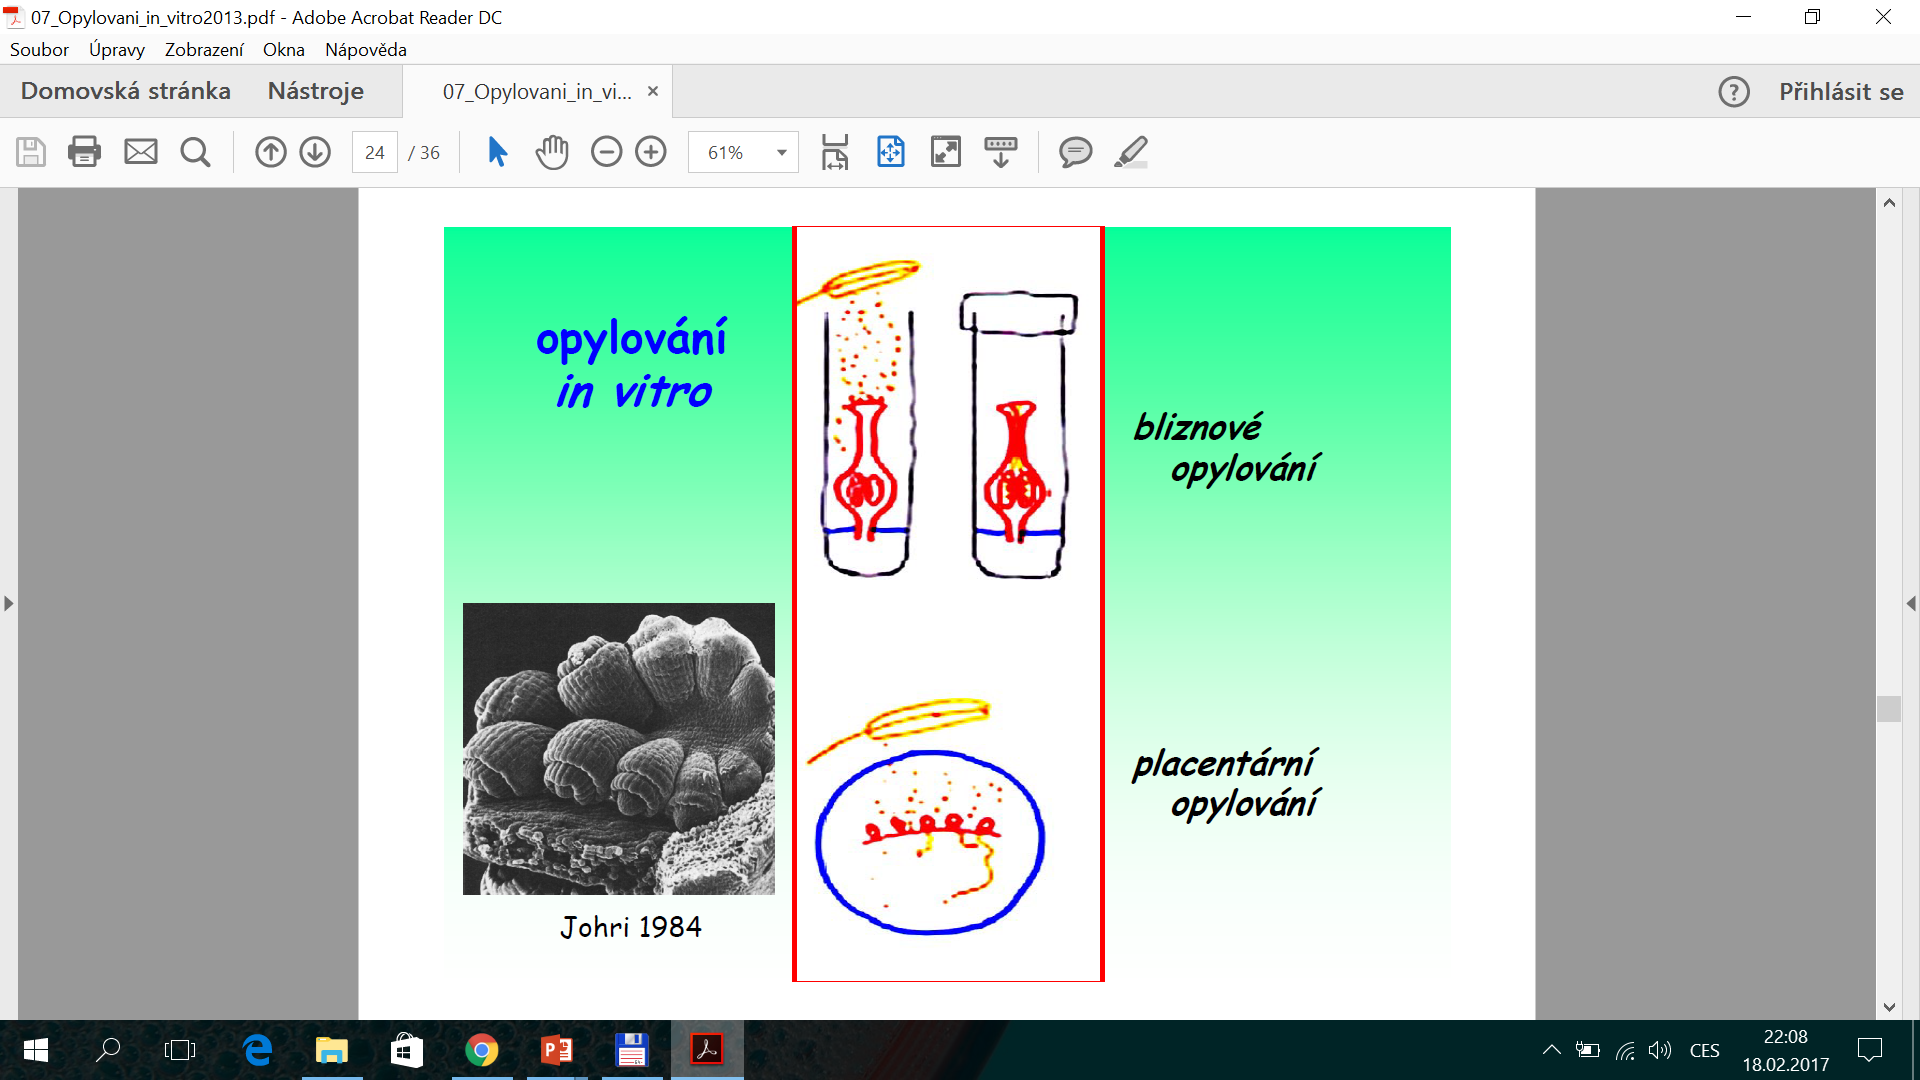 07_Opylovani_in_vitro2013.pdf - Adobe Acrobat Reader DC
Soubor Úpravy Zobrazení Okna Nápověda
Domovská stránka Nástroje 07_Opylovani_in_vi... × ? Přihlásit se
24 / 36 61%
opylování
in vitro
bliznové
opylování
placentární
opylování
Johri 1984
22:08
CES
18.02.2017